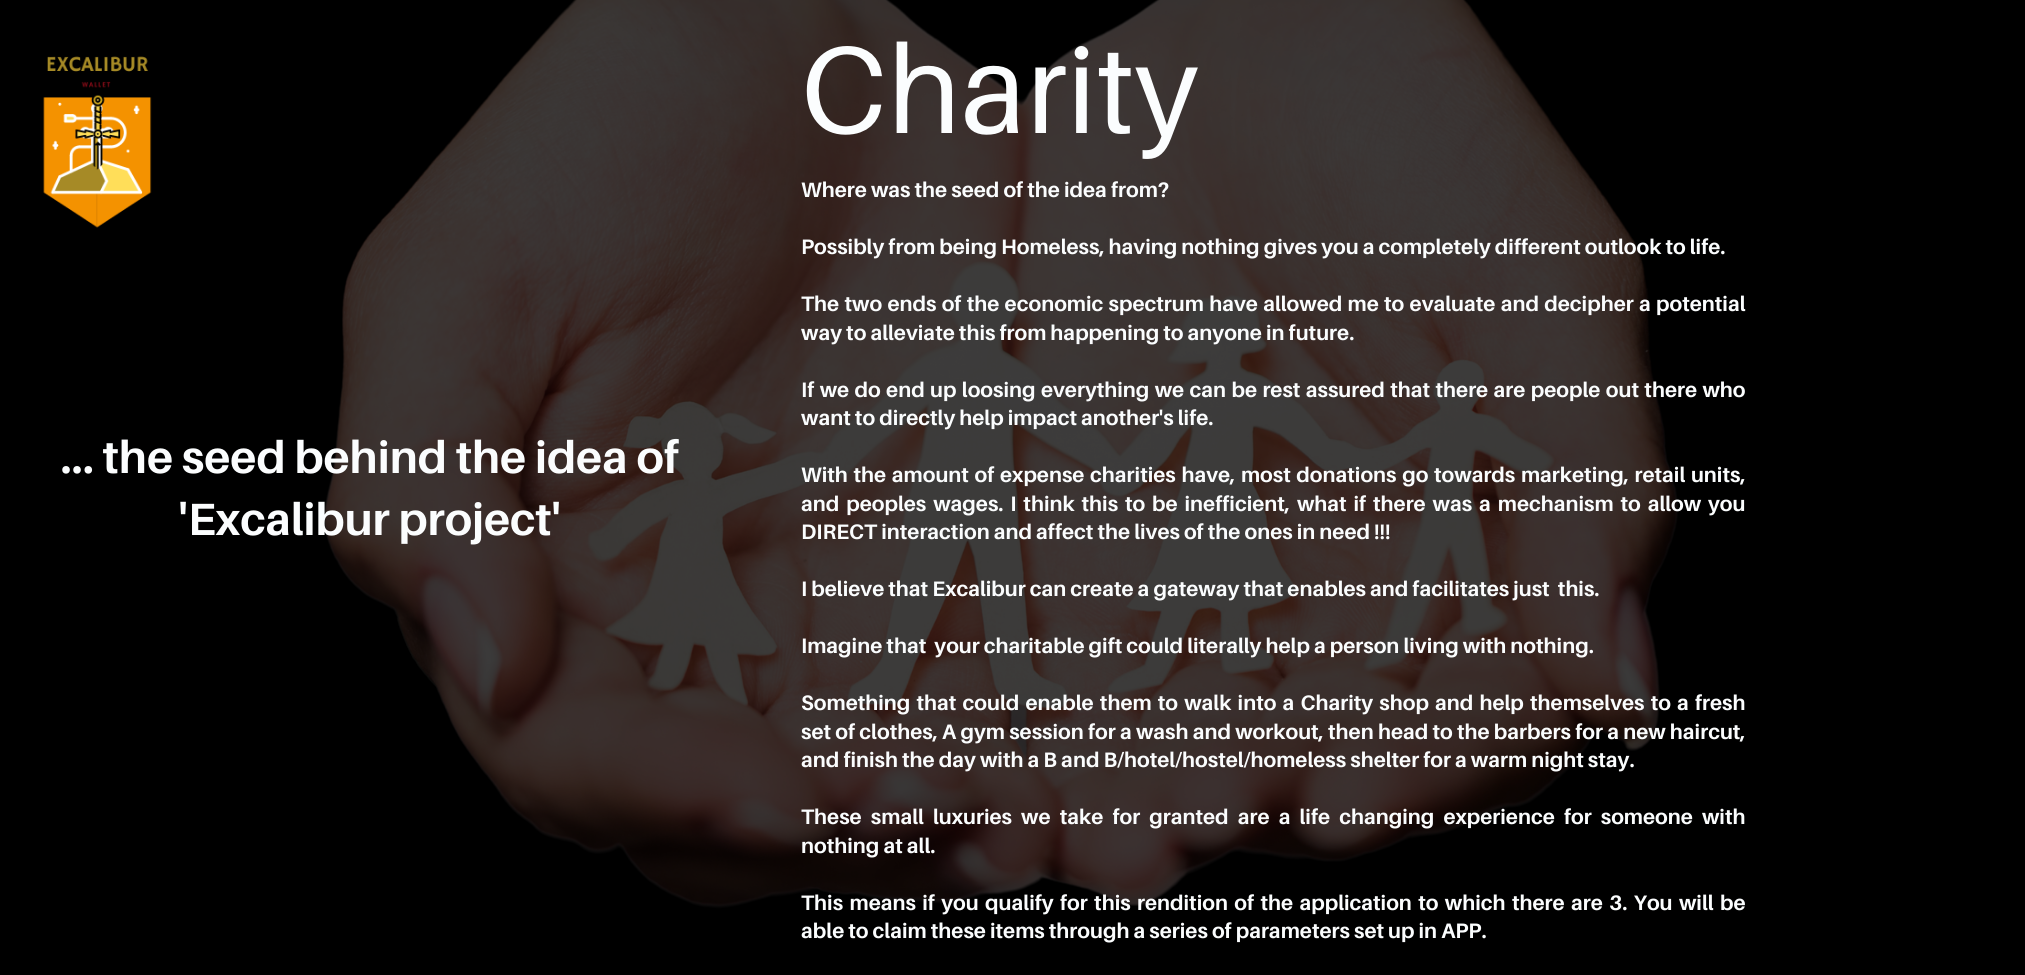 EXCALIBUR
WALLET
Charity
Where was the seed of the idea from?
Possibly from being Homeless, having nothing gives you a completely different outlook to life.
The two ends of the economic spectrum have allowed me to evaluate and decipher a potential
way to alleviate this from happening to anyone in future.
If we do end up loosing everything we can be rest assured that there are people out there who
want to directly help impact another's life.
... the seed behind the idea of
'Excalibur project'
With the amount of expense charities have, most donations go towards marketing, retail units,
and peoples wages. I think this to be inefficient, what if there was a mechanism to allow you
DIRECT interaction and affect the lives of the ones in need !!!
I believe that Excalibur can create a gateway that enables and facilitates just  this.
Imagine that  your charitable gift could literally help a person living with nothing.
Something that could enable them to walk into a Charity shop and help themselves to a fresh
set of clothes, A gym session for a wash and workout, then head to the barbers for a new haircut,
and finish the day with a B and B/hotel/hostel/homeless shelter for a warm night stay.
These small luxuries we take for granted are a life changing experience for someone with
nothing at all.
This means if you qualify for this rendition of the application to which there are 3. You will be
able to claim these items through a series of parameters set up in APP.